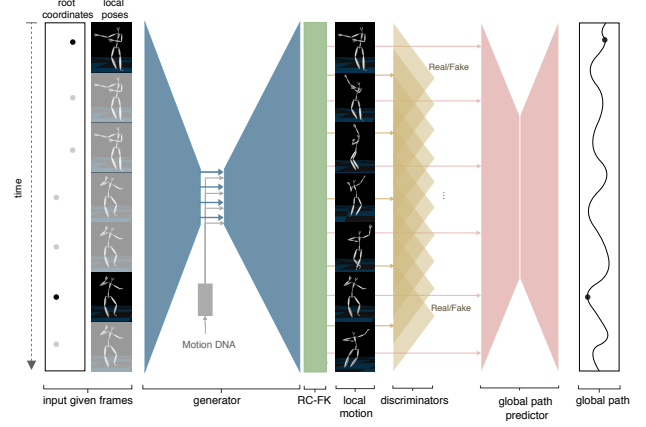 root
coordinates
local
poses
time
Real/Fake
...
Real/Fake
Motion DNA
input given frames
generator
RC-FK
local
motion
discriminators
global path
predictor
global path